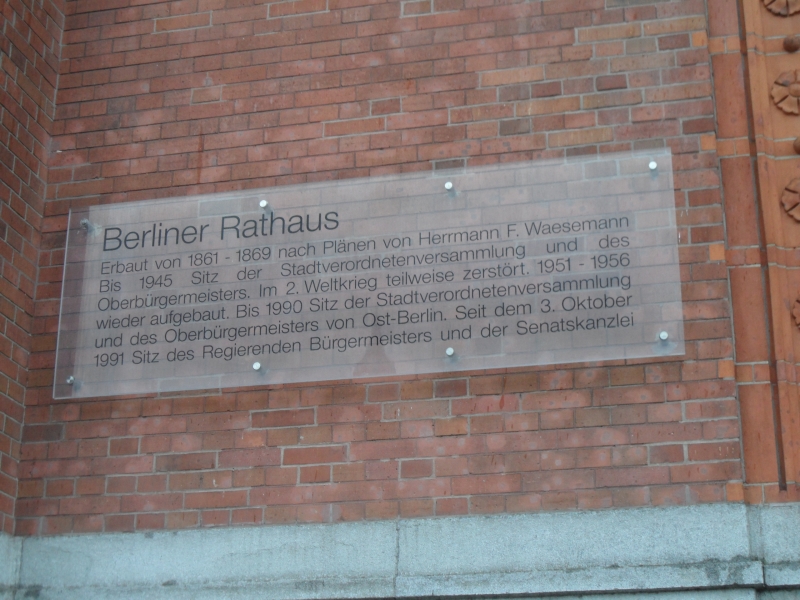 Berliner Rathaus
Erbaut von 1861 - 1869 nach Plänen von Herrmann F. Waesemann
Bis 1945 Sitz der Stadtverordnetenversammlung und des
Oberbürgermeisters. Im 2. Weltkrieg teilweise zerstört. 1951 - 1956
wieder aufgebaut. Bis 1990 Sitz der Stadtverordnetenversammlung
und des Oberbürgermeisters von Ost-Berlin. Seit dem 3. Oktober
1991 Sitz des Regierenden Bürgermeisters und der Senatskanzlei